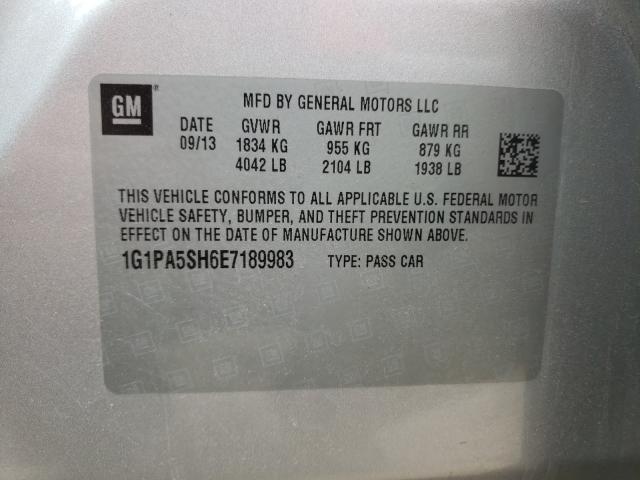 GM ®
MFD BY GENERAL MOTORS LLC
DATE GVWR GAWR FRT GAWR RR
09/13 1834 KG 955 KG 879 KG
4042 LB 2104 LB 1938 LB
THIS VEHICLE CONFORMS TO ALL APPLICABLE U.S. FEDERAL MOTOR
VEHICLE SAFETY, BUMPER, AND THEFT PREVENTION STANDARDS IN
EFFECT ON THE DATE OF MANUFACTURE SHOWN ABOVE.
1G1PA5SH6E7189983 TYPE: PASS CAR